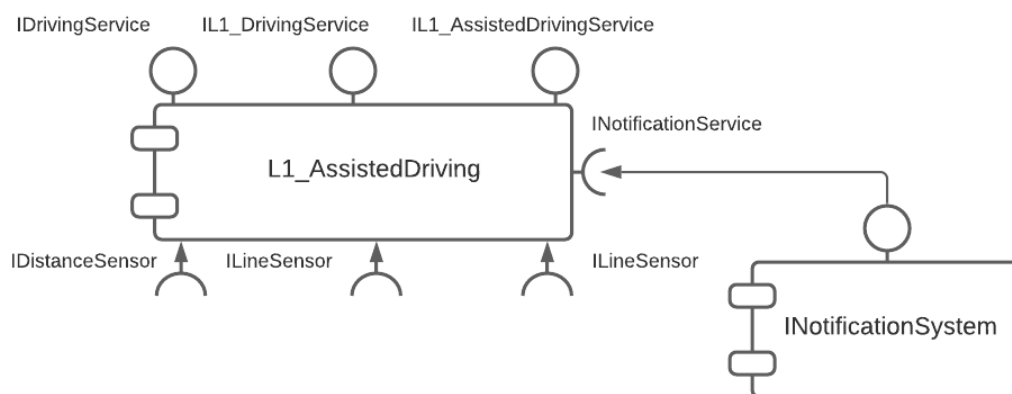 IDrivingService
IL1_DrivingService
IL1_AssistedDrivingService
INotificationService
L1_AssistedDriving
IDistanceSensor
ILineSensor
ILineSensor
INotificationSystem